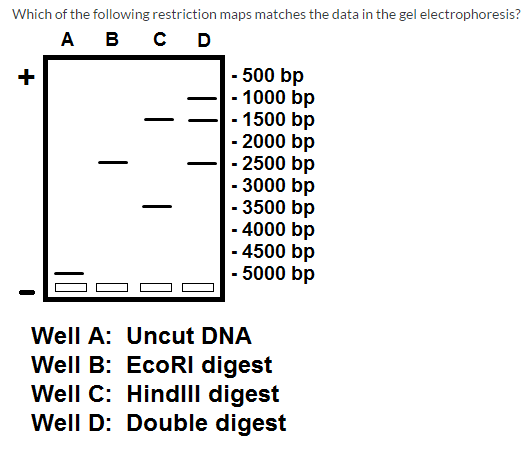 Which of the following restriction maps matches the data in the gel electrophoresis?
A B C D
+
- 500 bp
- 1000 bp
- 1500 bp
- 2000 bp
- 2500 bp
- 3000 bp
- 3500 bp
- 4000 bp
- 4500 bp
- 5000 bp
-
Well A: Uncut DNA
Well B: EcoRI digest
Well C: HindIII digest
Well D: Double digest